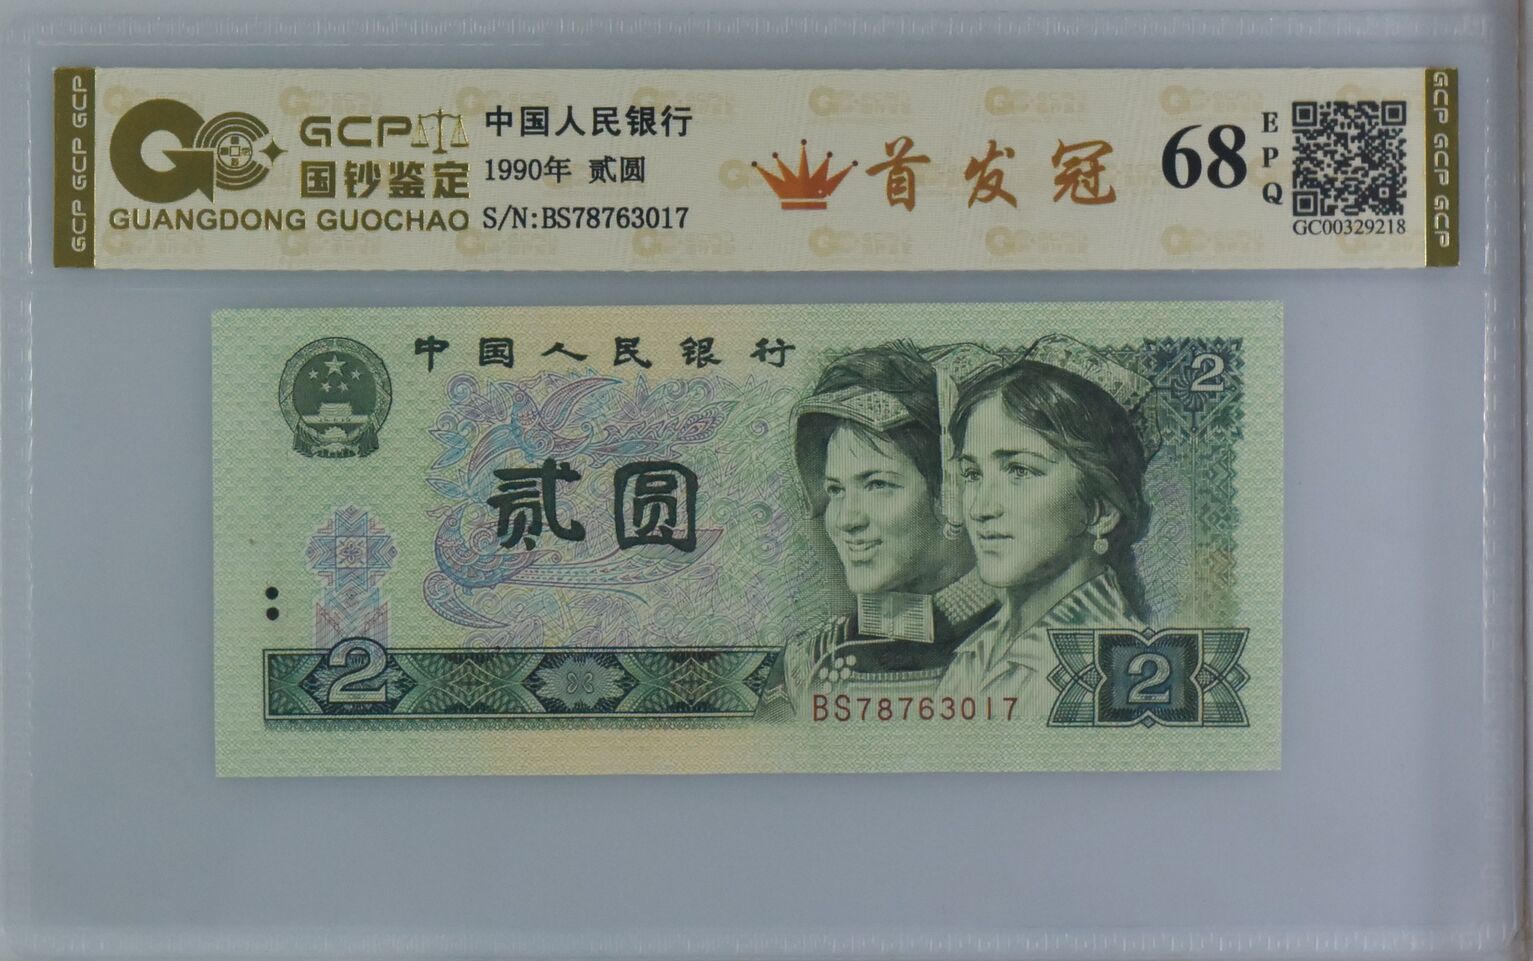 GCP GCP GCP
GCP
国钞鉴定
GUANGDONG GUOCHAO
中国人民银行
1990年 贰圆
S/N:BS78763017
首发冠
68
EPQ
GC00329218
GCP GCP GCP
中国人民银行
2
贰圆
2
BS78763017
2